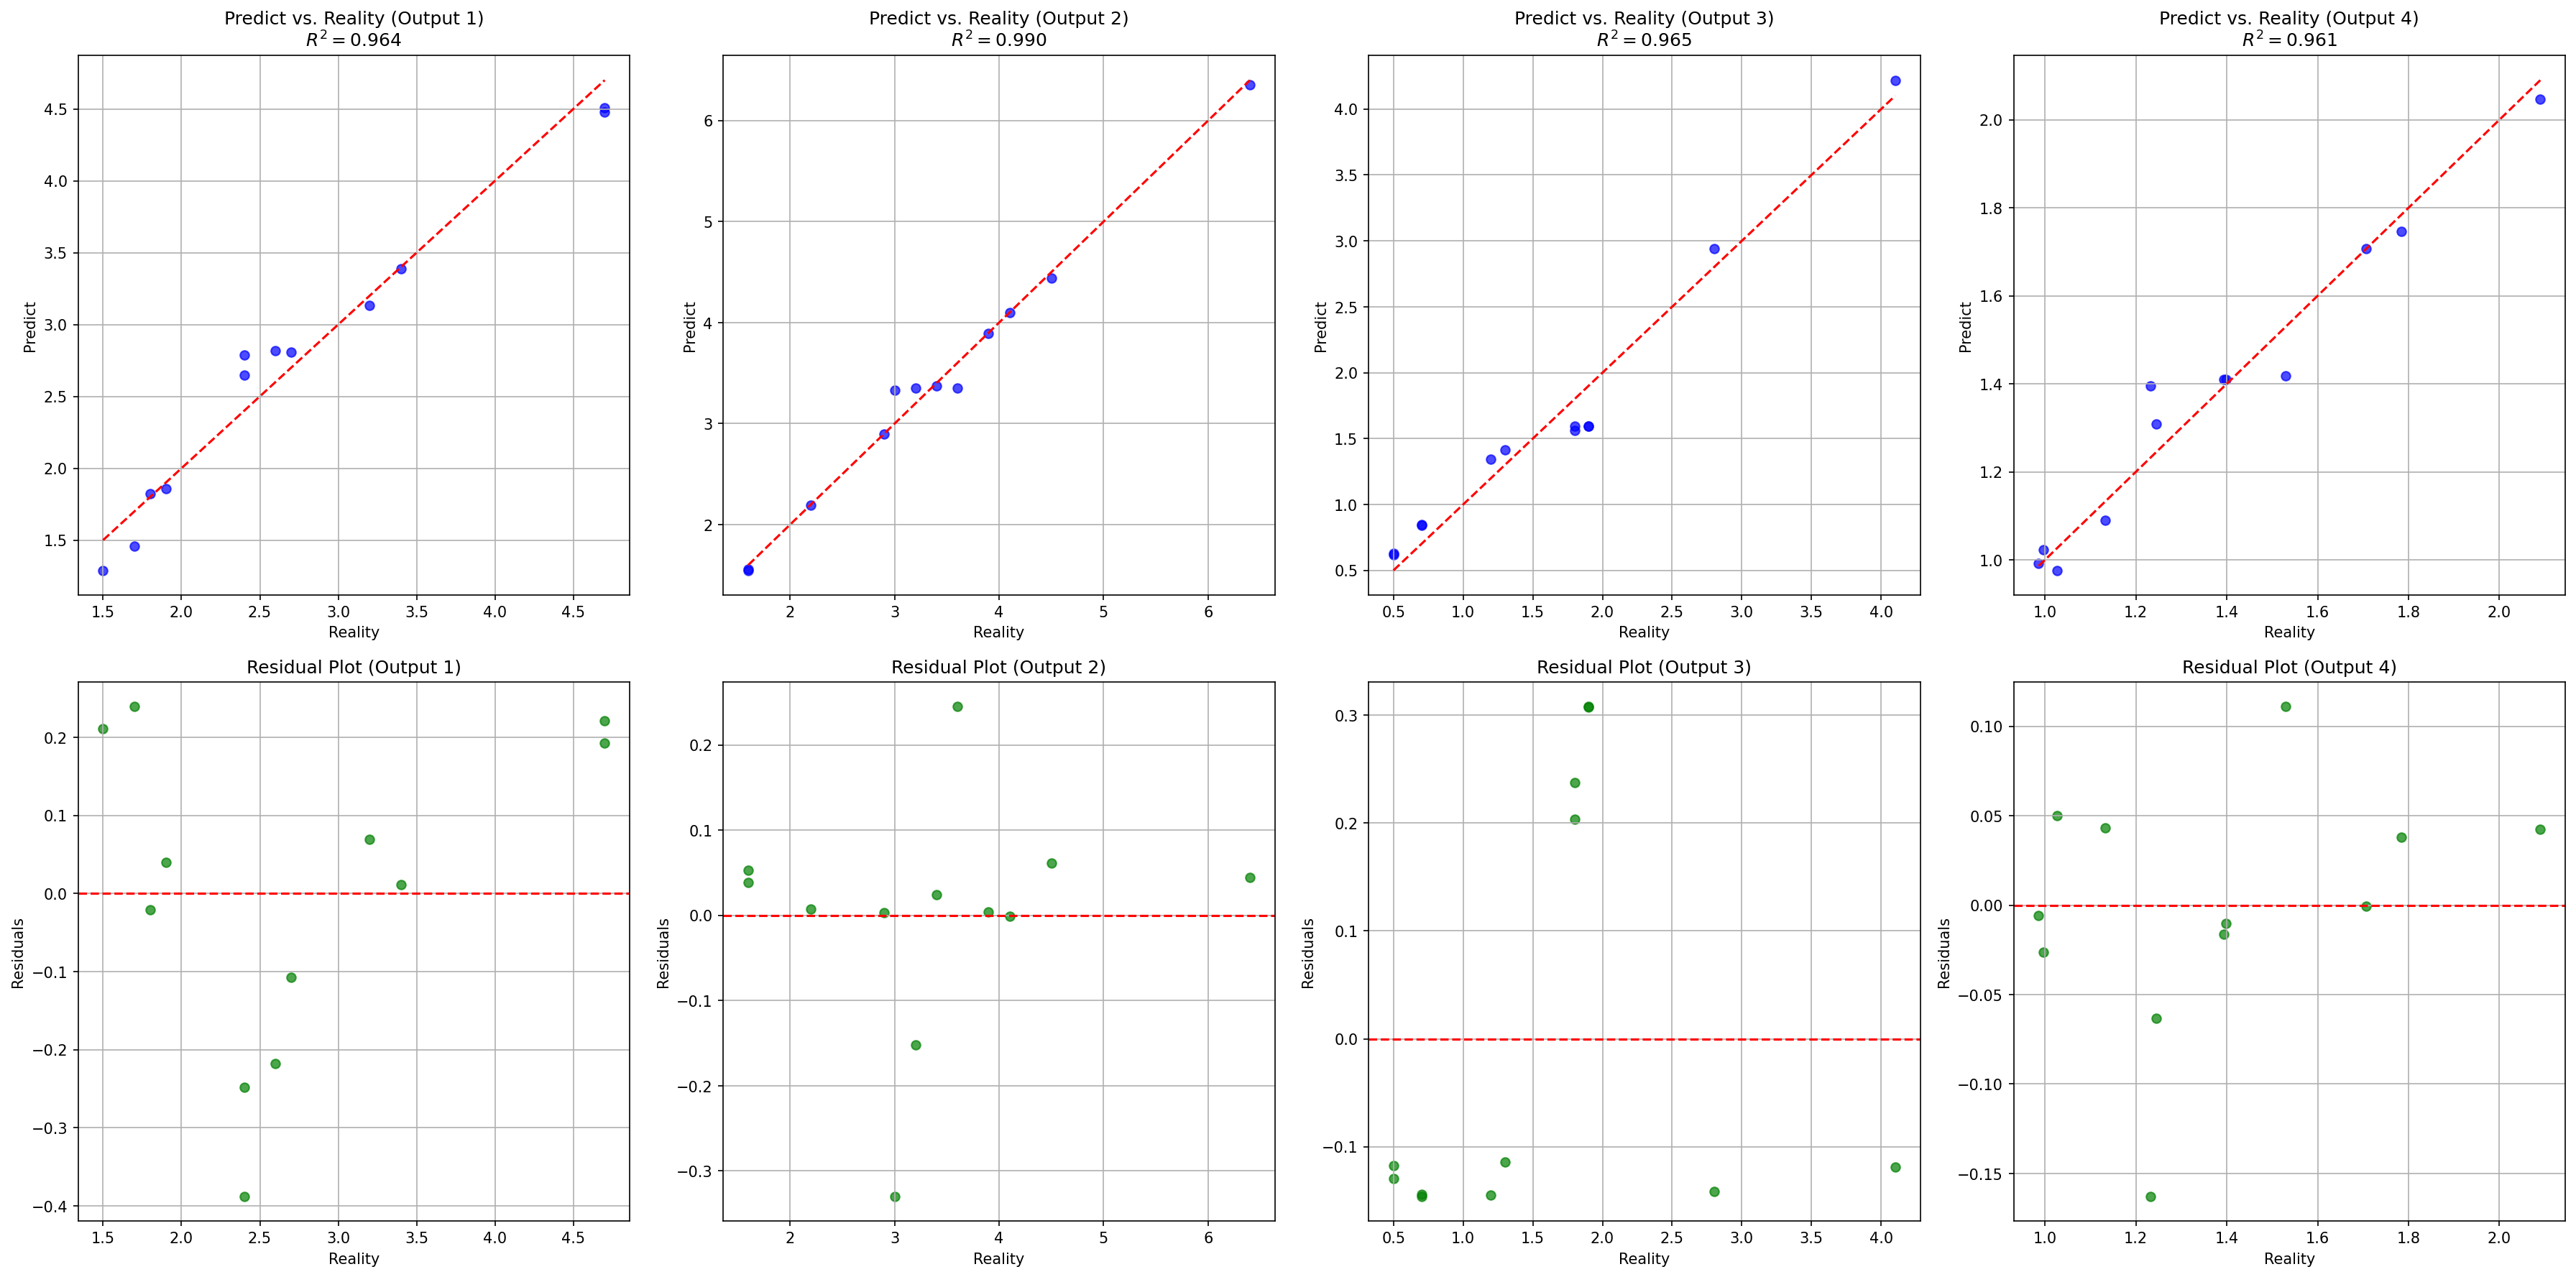 Predict vs. Reality (Output 1)
R² = 0.964
Predict
4.5
4.0
3.5
3.0
2.5
2.0
1.5
1.5 2.0 2.5 3.0 3.5 4.0 4.5
Reality
Predict vs. Reality (Output 2)
R² = 0.990
Predict
6
5
4
3
2
2 3 4 5 6
Reality
Predict vs. Reality (Output 3)
R² = 0.965
Predict
4.0
3.5
3.0
2.5
2.0
1.5
1.0
0.5
0.5 1.0 1.5 2.0 2.5 3.0 3.5 4.0
Reality
Predict vs. Reality (Output 4)
R² = 0.961
Predict
2.0
1.8
1.6
1.4
1.2
1.0
1.0 1.2 1.4 1.6 1.8 2.0
Reality
Residual Plot (Output 1)
Residuals
0.2
0.1
0.0
−0.1
−0.2
−0.3
−0.4
1.5 2.0 2.5 3.0 3.5 4.0 4.5
Reality
Residual Plot (Output 2)
Residuals
0.2
0.1
0.0
−0.1
−0.2
−0.3
2 3 4 5 6
Reality
Residual Plot (Output 3)
Residuals
0.3
0.2
0.1
0.0
−0.1
0.5 1.0 1.5 2.0 2.5 3.0 3.5 4.0
Reality
Residual Plot (Output 4)
Residuals
0.10
0.05
0.00
−0.05
−0.10
−0.15
1.0 1.2 1.4 1.6 1.8 2.0
Reality